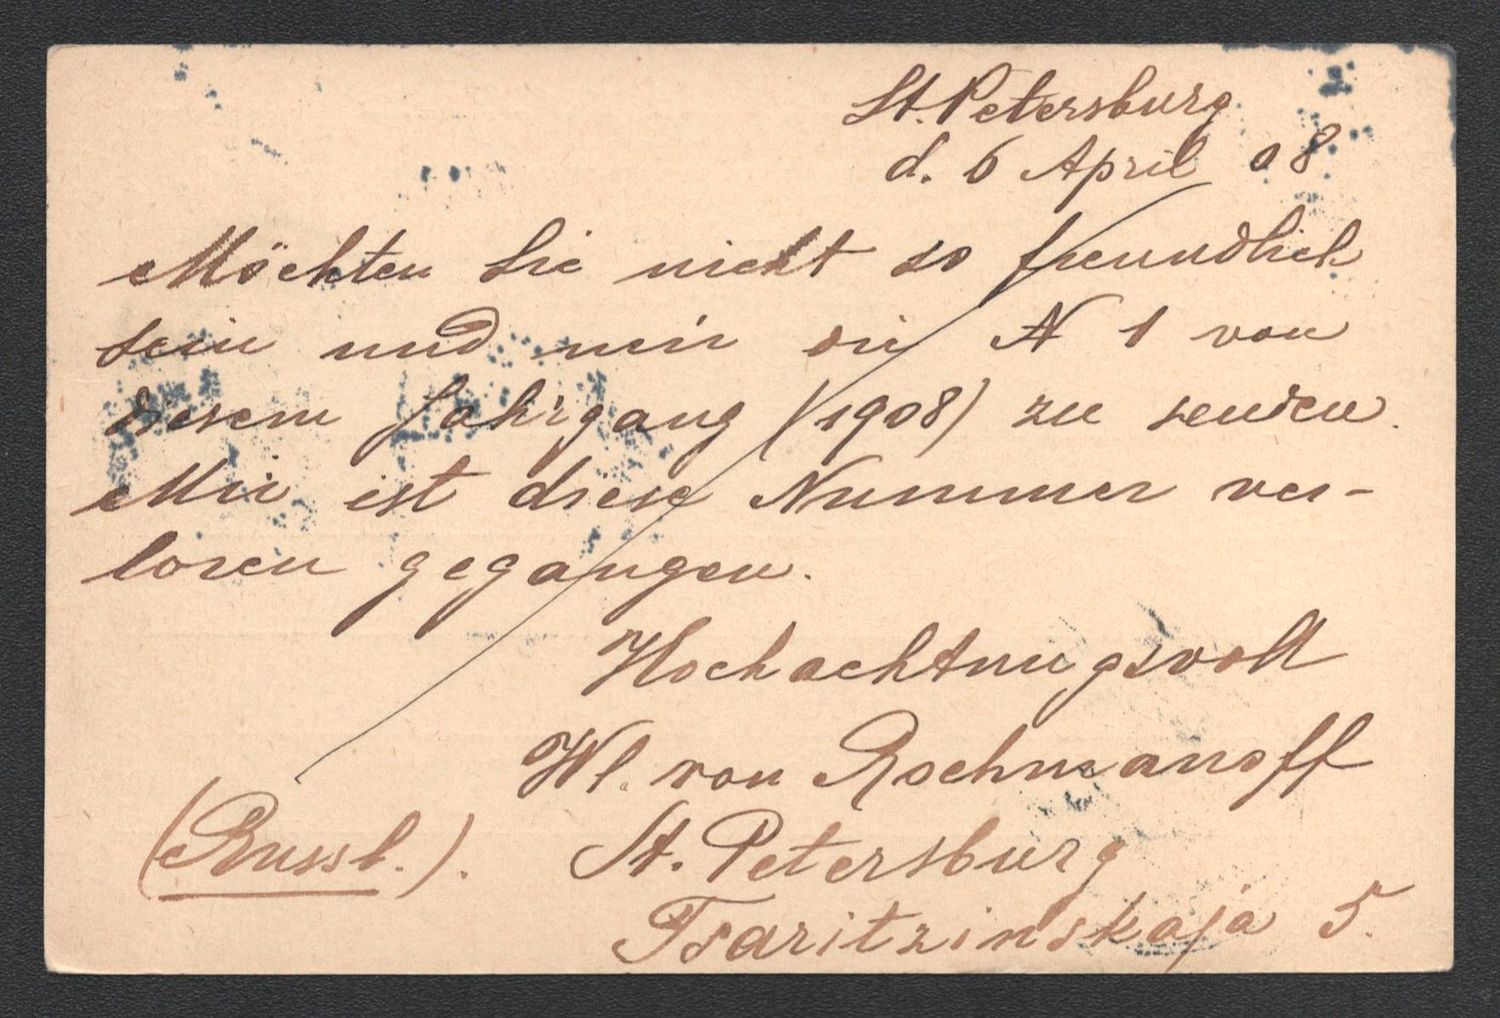 St. Petersburg
d. 6 April 08
Möchten Sie nicht so freundlich
sein und mir die N 1 von
diesem Jahrgang (1908) zu senden.
Mir ist diese Nummer ver-
loren gegangen.
Hochachtungsvoll
Wl. von Rochmanoff
(Russl.). St. Petersburg
Tsaritzinskaja 5.